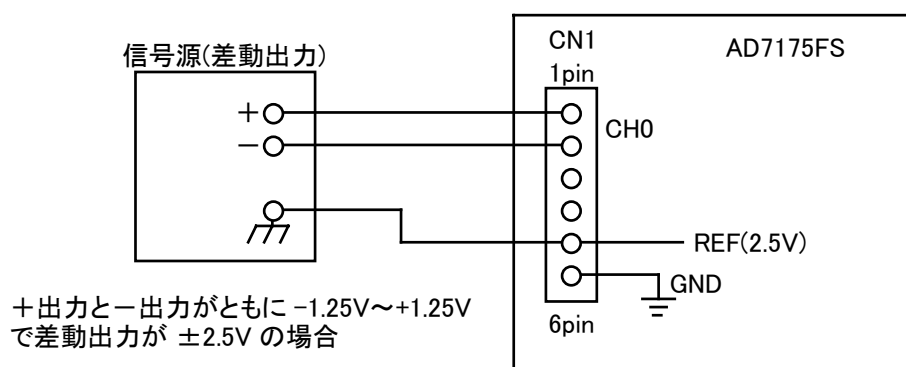 信号源(差動出力)
+
−
CN1
1pin
AD7175FS
CH0
REF(2.5V)
GND
6pin
+出力と−出力がともに −1.25V～+1.25V
で差動出力が ±2.5V の場合